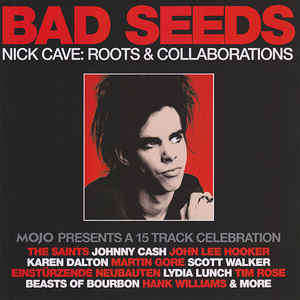 BAD SEEDS
NICK CAVE: ROOTS & COLLABORATIONS
MOJO PRESENTS A 15 TRACK CELEBRATION
THE SAINTS JOHNNY CASH JOHN LEE HOOKER
KAREN DALTON MARTIN GORE SCOTT WALKER
EINSTÜRZENDE NEUBAUTEN LYDIA LUNCH TIM ROSE
BEASTS OF BOURBON HANK WILLIAMS & MORE